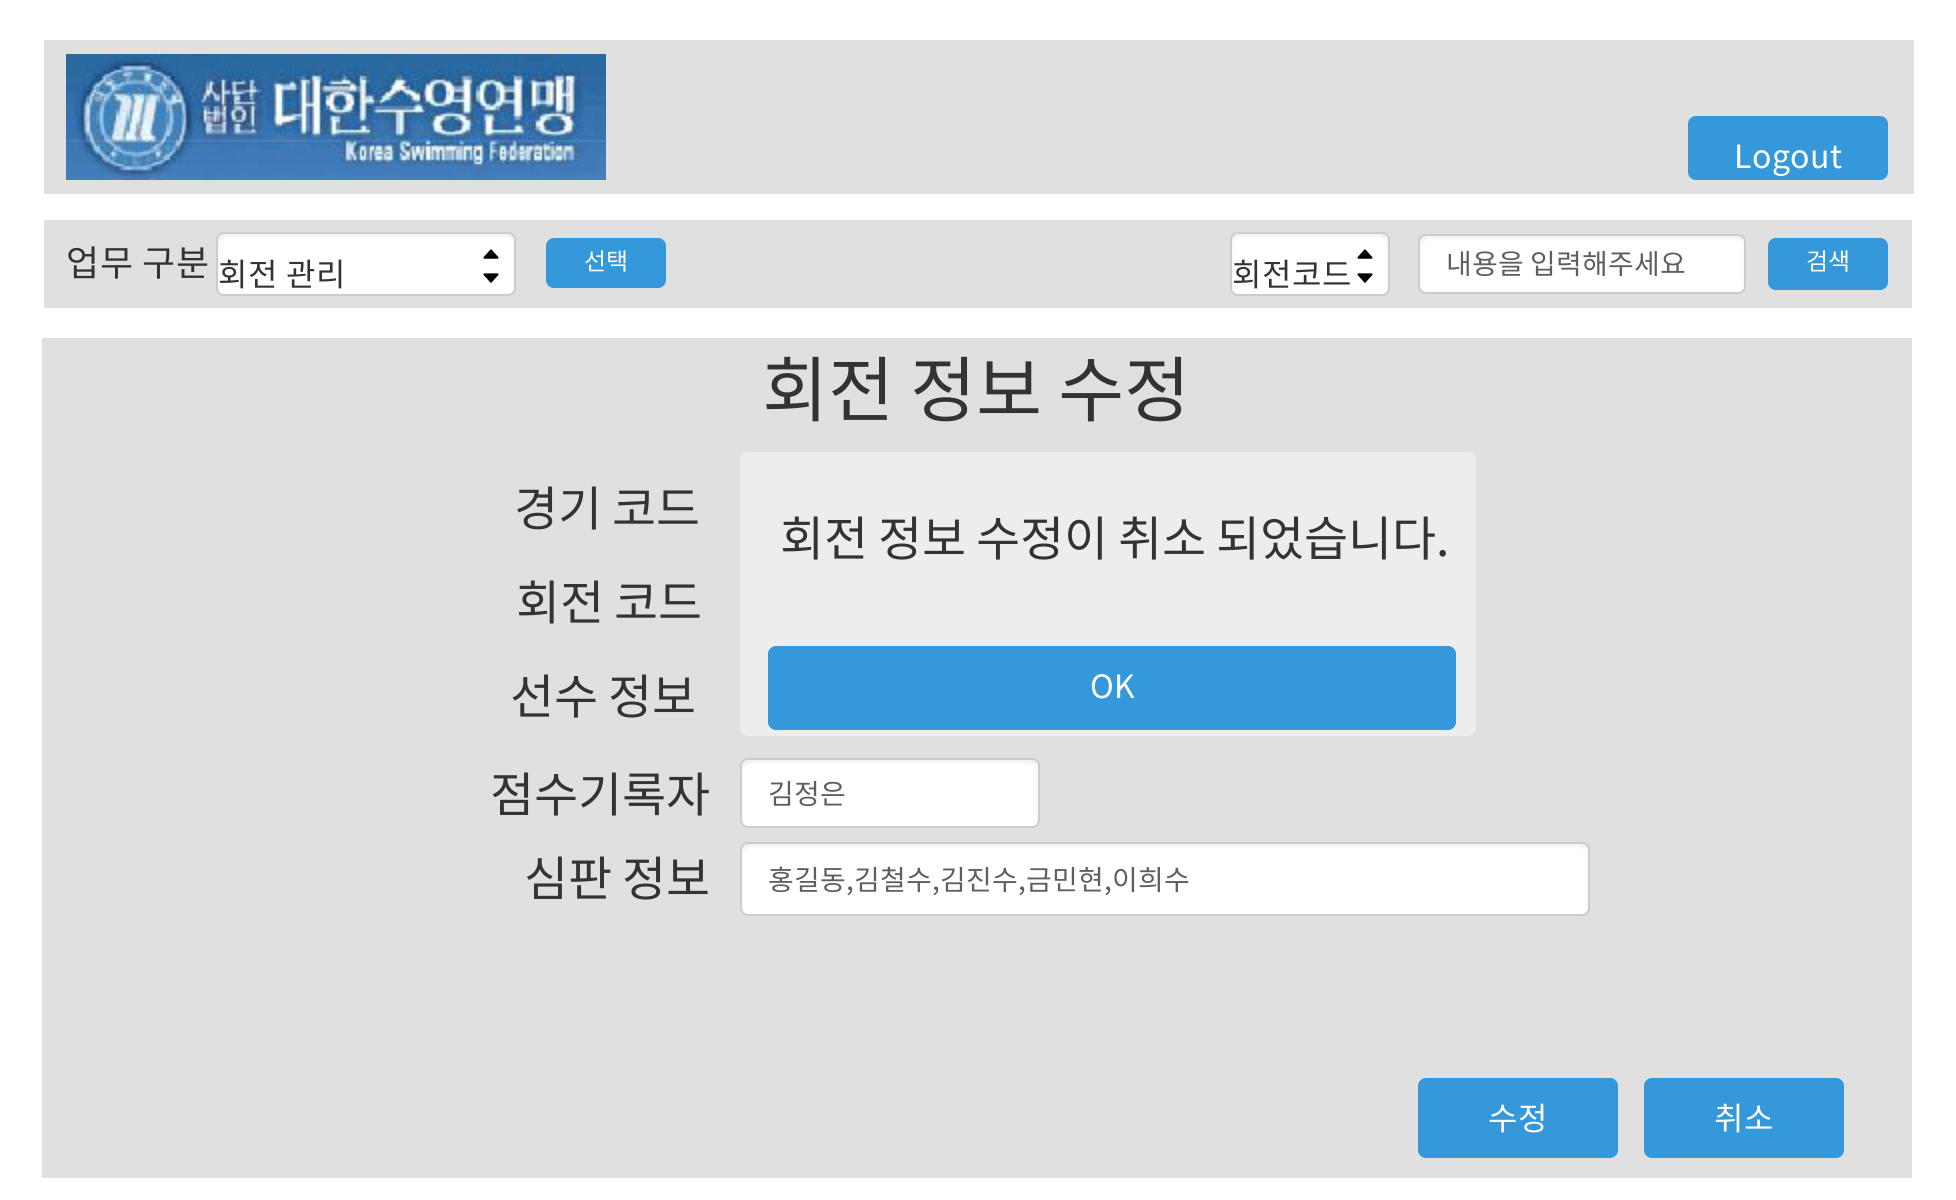 사단법인 대한수영연맹
Korea Swimming Federation
Logout
업무 구분 회전 관리 선택 회전코드 내용을 입력해주세요 검색
회전 정보 수정
경기 코드
회전 정보 수정이 취소 되었습니다.
회전 코드
OK
선수 정보
점수기록자 김정은
심판 정보 홍길동,김철수,김진수,금민현,이희수
수정 취소